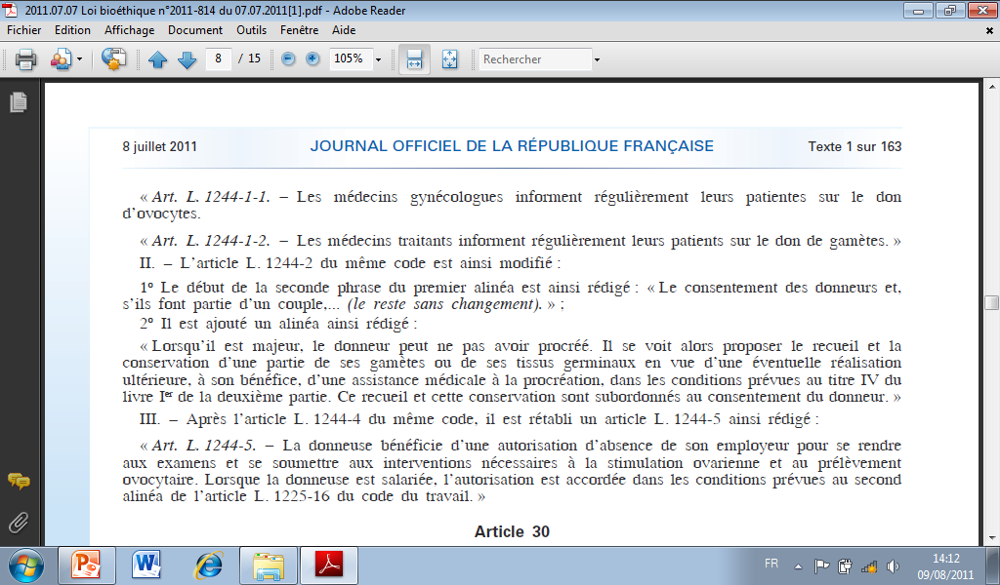 2011.07.07 Loi bioéthique n°2011-814 du 07.07.2011[1].pdf - Adobe Reader
Fichier Edition Affichage Document Outils Fenêtre Aide
8 / 15 105% Rechercher
8 juillet 2011 JOURNAL OFFICIEL DE LA RÉPUBLIQUE FRANÇAISE Texte 1 sur 163
« Art. L. 1244-1-1. – Les médecins gynécologues informent régulièrement leurs patientes sur le don
d’ovocytes.
« Art. L. 1244-1-2. – Les médecins traitants informent régulièrement leurs patients sur le don de gamètes. »
II. – L’article L. 1244-2 du même code est ainsi modifié :
1º Le début de la seconde phrase du premier alinéa est ainsi rédigé : « Le consentement des donneurs et,
s’ils font partie d’un couple,... (le reste sans changement). » ;
2º Il est ajouté un alinéa ainsi rédigé :
« Lorsqu’il est majeur, le donneur peut ne pas avoir procréé. Il se voit alors proposer le recueil et la
conservation d’une partie de ses gamètes ou de ses tissus germinaux en vue d’une éventuelle réalisation
ultérieure, à son bénéfice, d’une assistance médicale à la procréation, dans les conditions prévues au titre IV du
livre Ier de la deuxième partie. Ce recueil et cette conservation sont subordonnés au consentement du donneur. »
III. – Après l’article L. 1244-4 du même code, il est rétabli un article L. 1244-5 ainsi rédigé :
« Art. L. 1244-5. – La donneuse bénéficie d’une autorisation d’absence de son employeur pour se rendre
aux examens et se soumettre aux interventions nécessaires à la stimulation ovarienne et au prélèvement
ovocytaire. Lorsque la donneuse est salariée, l’autorisation est accordée dans les conditions prévues au second
alinéa de l’article L. 1225-16 du code du travail. »
Article 30
FR 14:12
09/08/2011